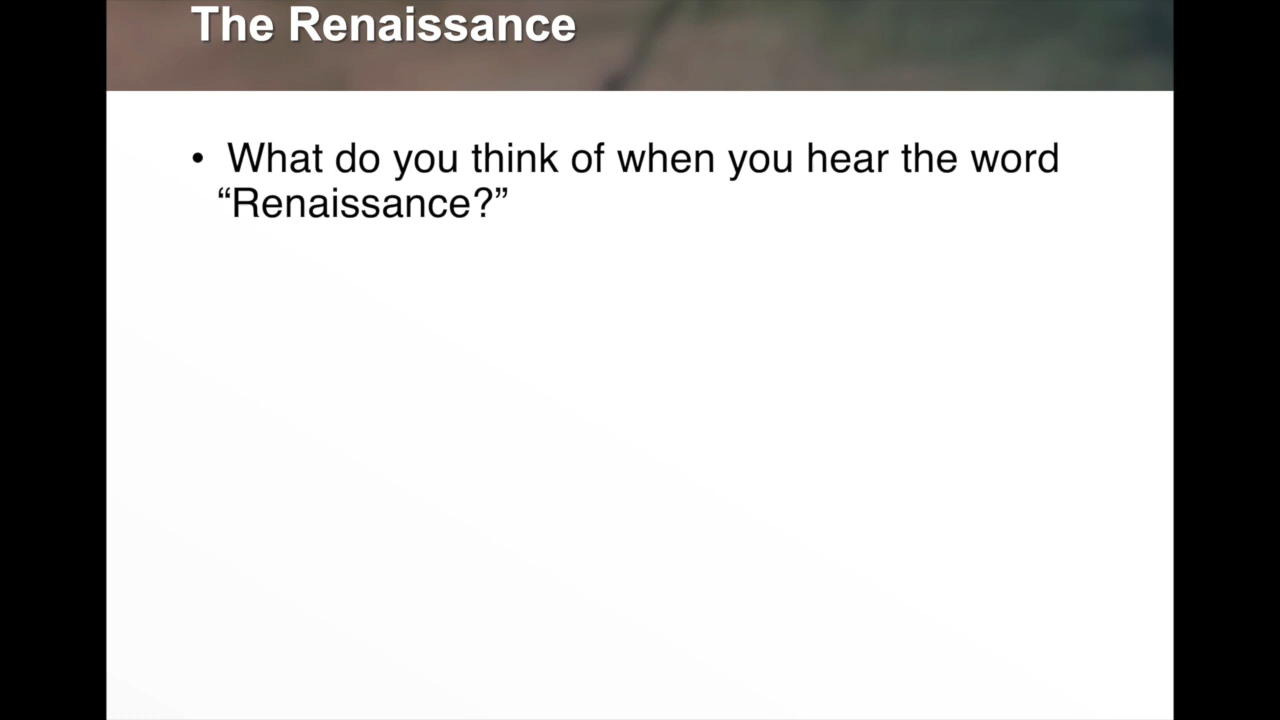 The Renaissance
• What do you think of when you hear the word
“Renaissance?”